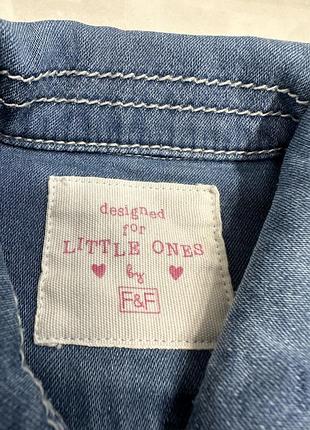 designed
for
LITTLE ONES
by
F&F